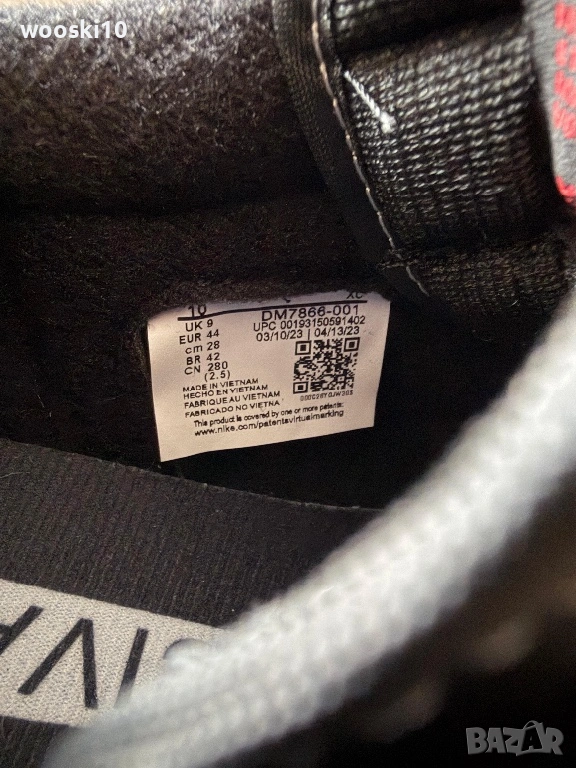 wooski10
10 XC
UK 9
EUR 44
cm 28
BR 42
CN 280
(2.5)
DM7866-001
UPC 00193150591402
03/10/23 | 04/13/23
MADE IN VIETNAM
HECHO EN VIETNAM
FABRIQUE AU VIETNAM
FABRICADO NO VIETNA
This product is covered by one or more patents:
www.nike.com/patentsvirtualmarking
BAZAR